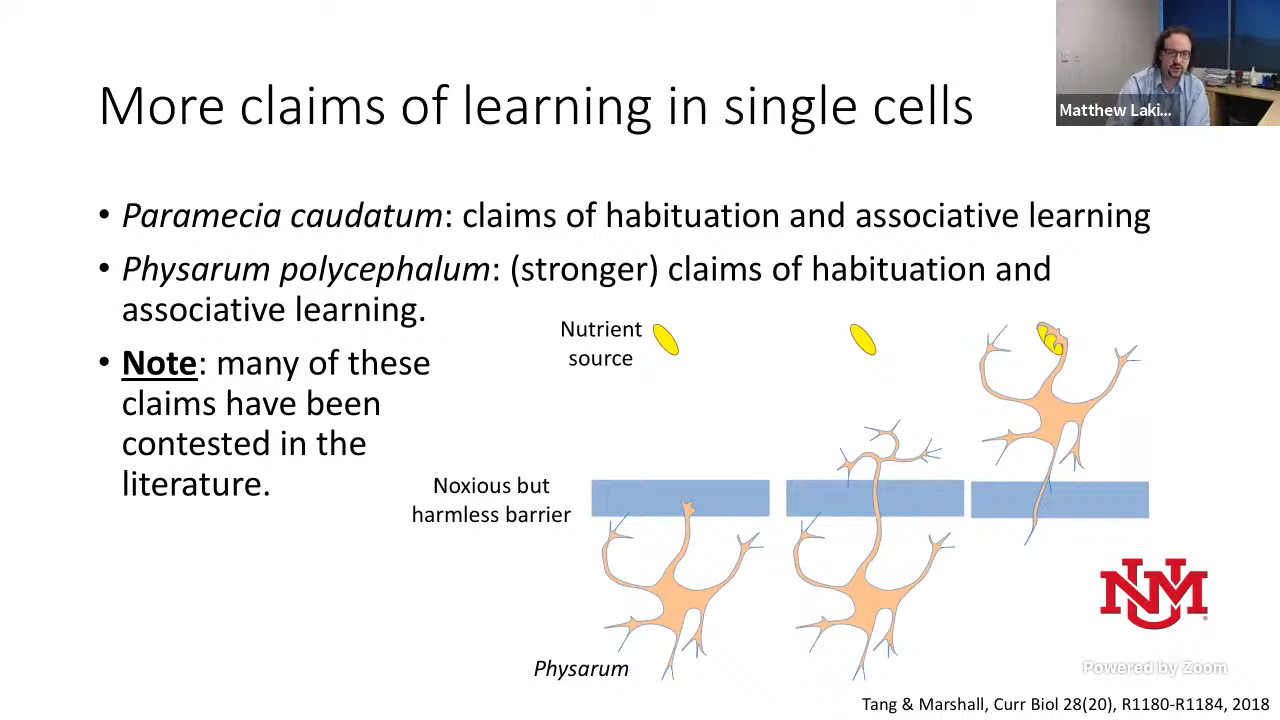 More claims of learning in single cells
Matthew Laki...
• Paramecia caudatum: claims of habituation and associative learning
• Physarum polycephalum: (stronger) claims of habituation and
associative learning.
• Note: many of these
claims have been
contested in the
literature.
Nutrient
source
Noxious but
harmless barrier
Physarum
UNM
Powered by Zoom
Tang & Marshall, Curr Biol 28(20), R1180-R1184, 2018